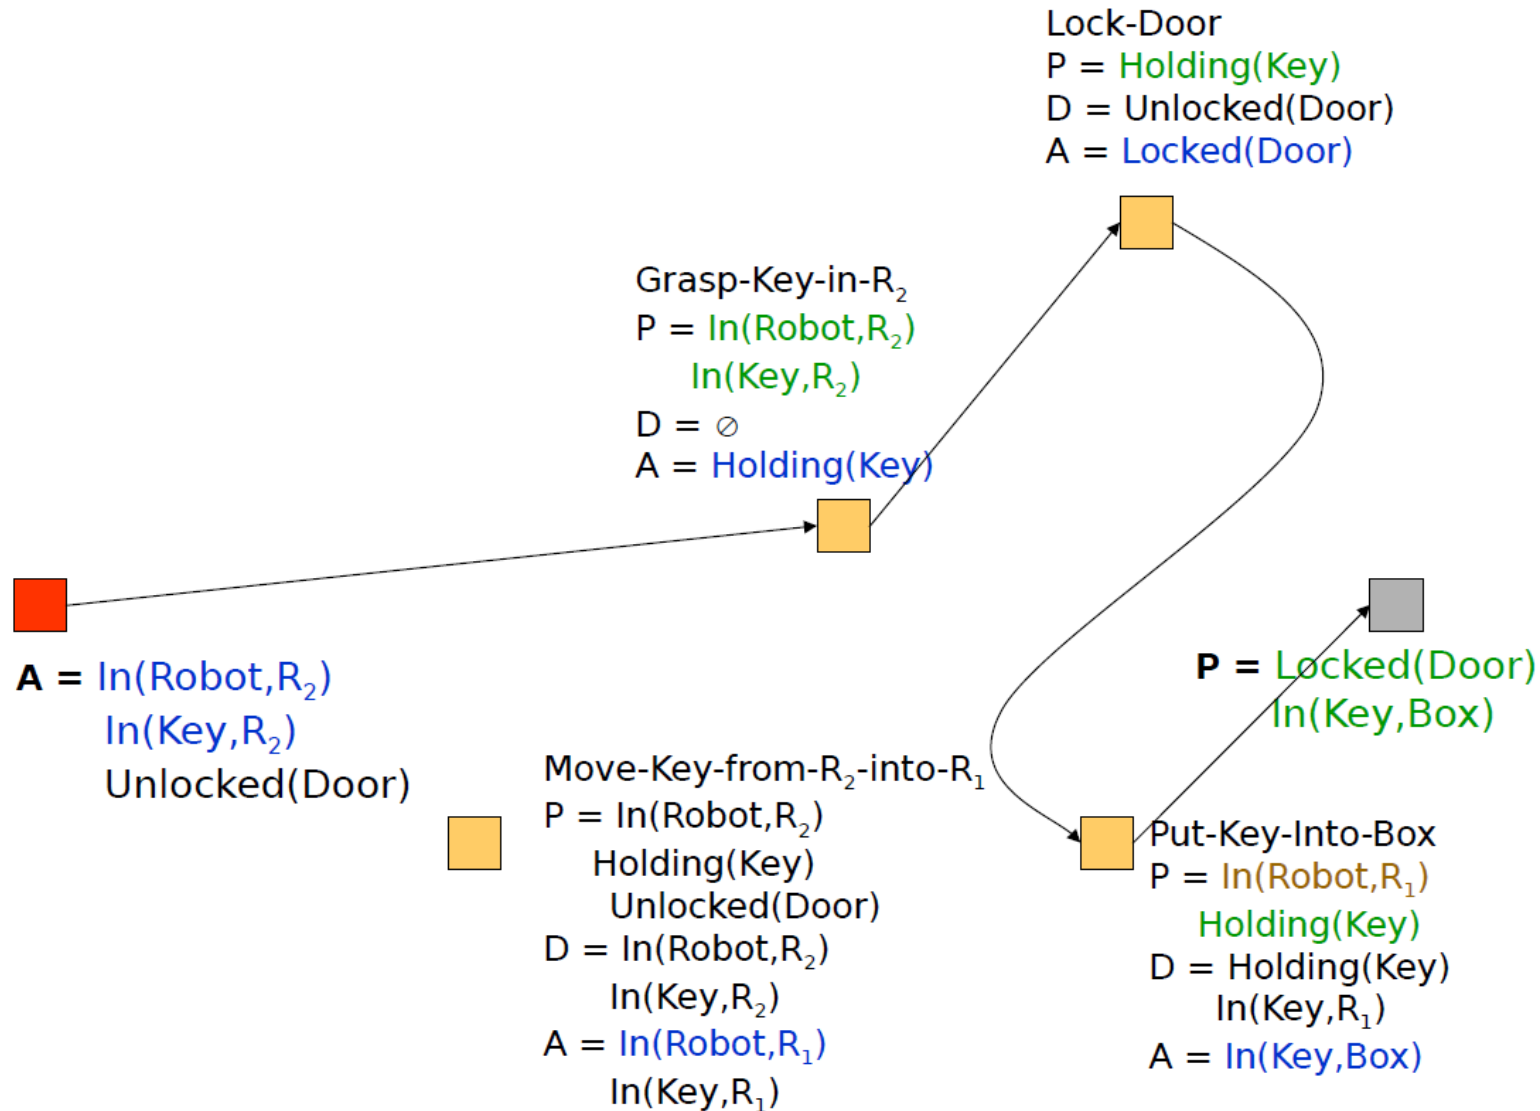 Lock-Door
P = Holding(Key)
D = Unlocked(Door)
A = Locked(Door)
Grasp-Key-in-R₂
P = In(Robot,R₂)
In(Key,R₂)
D = ∅
A = Holding(Key)
A = In(Robot,R₂)
In(Key,R₂)
Unlocked(Door)
P = Locked(Door)
In(Key,Box)
Move-Key-from-R₂-into-R₁
P = In(Robot,R₂)
Holding(Key)
Unlocked(Door)
D = In(Robot,R₂)
In(Key,R₂)
A = In(Robot,R₁)
In(Key,R₁)
Put-Key-Into-Box
P = In(Robot,R₁)
Holding(Key)
D = Holding(Key)
In(Key,R₁)
A = In(Key,Box)